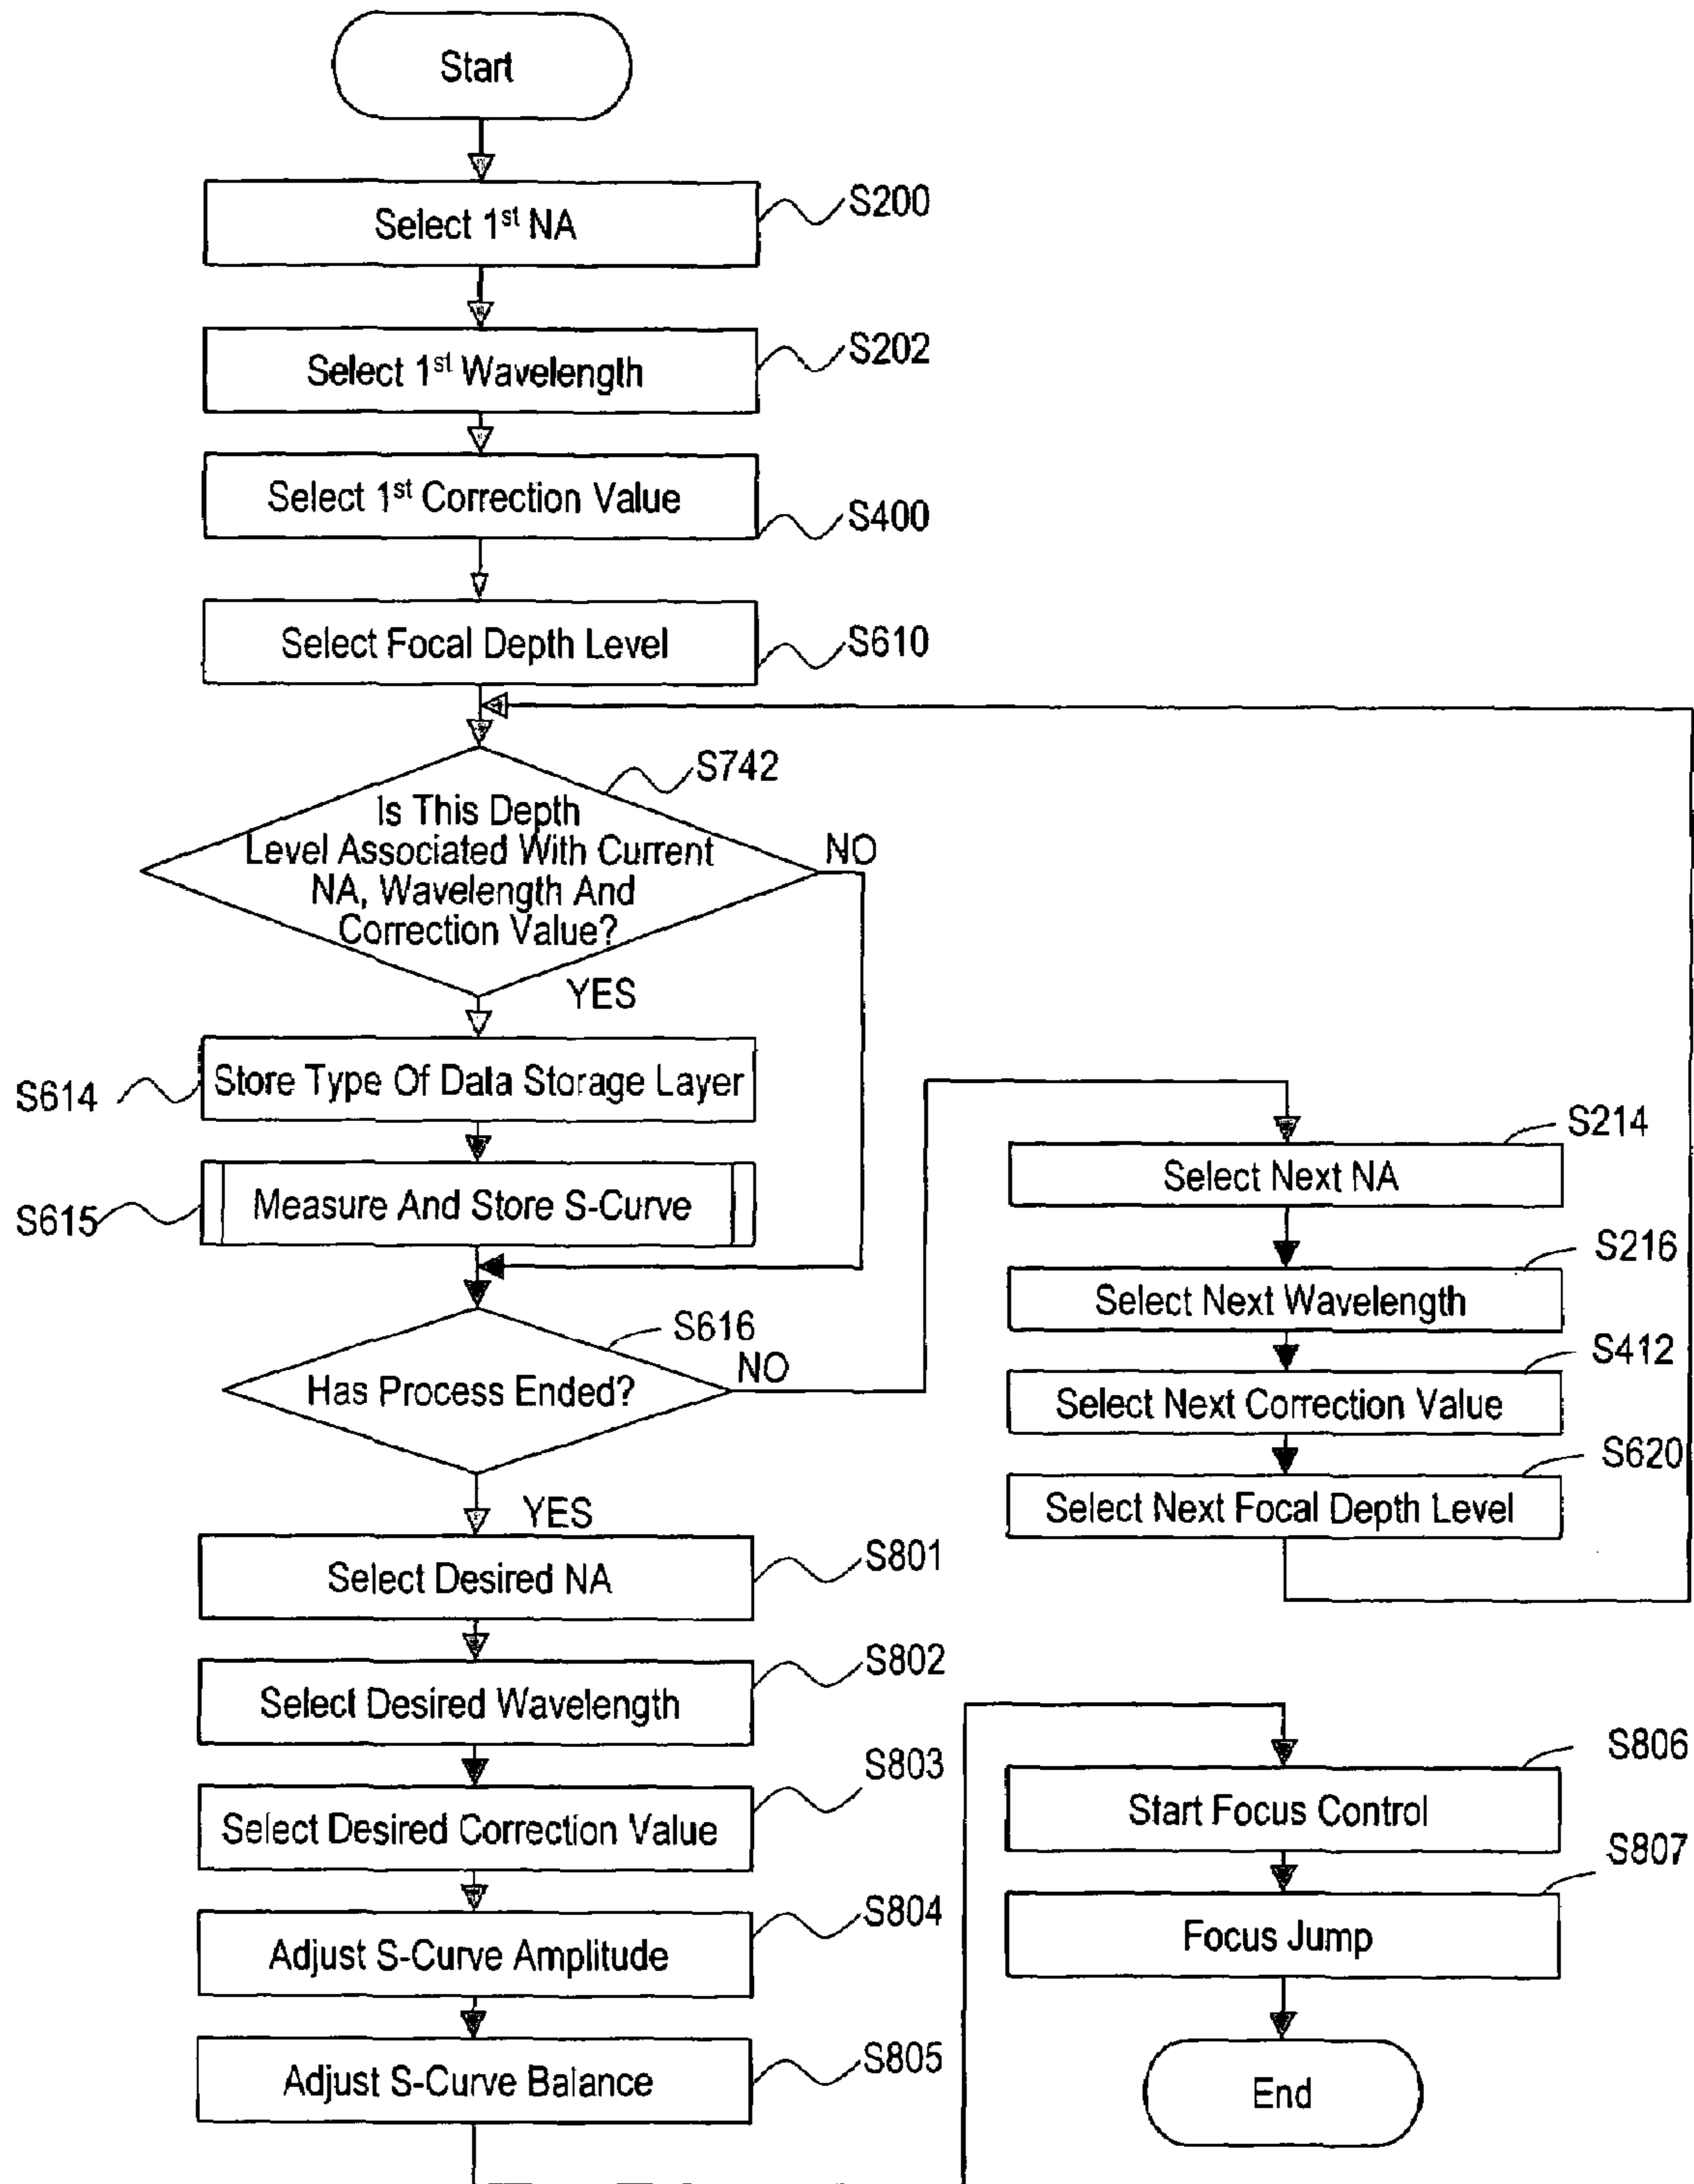 Start
Select 1st NA
S200
Select 1st Wavelength
S202
Select 1st Correction Value
S400
Select Focal Depth Level
S610
S742
Is This Depth
Level Associated With Current
NA, Wavelength And
Correction Value?
NO
YES
Store Type Of Data Storage Layer
S614
Measure And Store S-Curve
S615
S616
Has Process Ended?
NO
YES
S214
Select Next NA
S216
Select Next Wavelength
S412
Select Next Correction Value
S620
Select Next Focal Depth Level
Select Desired NA
S801
Select Desired Wavelength
S802
Select Desired Correction Value
S803
Adjust S-Curve Amplitude
S804
Adjust S-Curve Balance
S805
S806
Start Focus Control
S807
Focus Jump
End